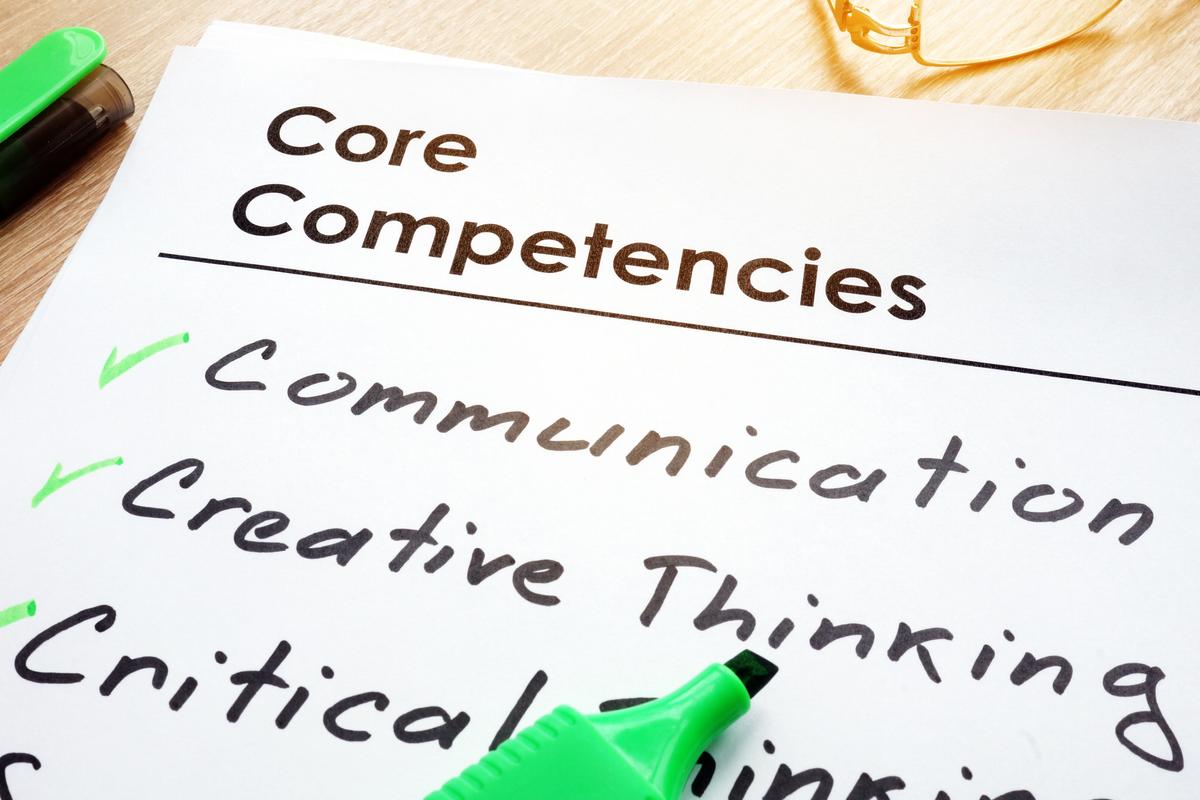 Core
Competencies
Communication
Creative Thinking
Critical